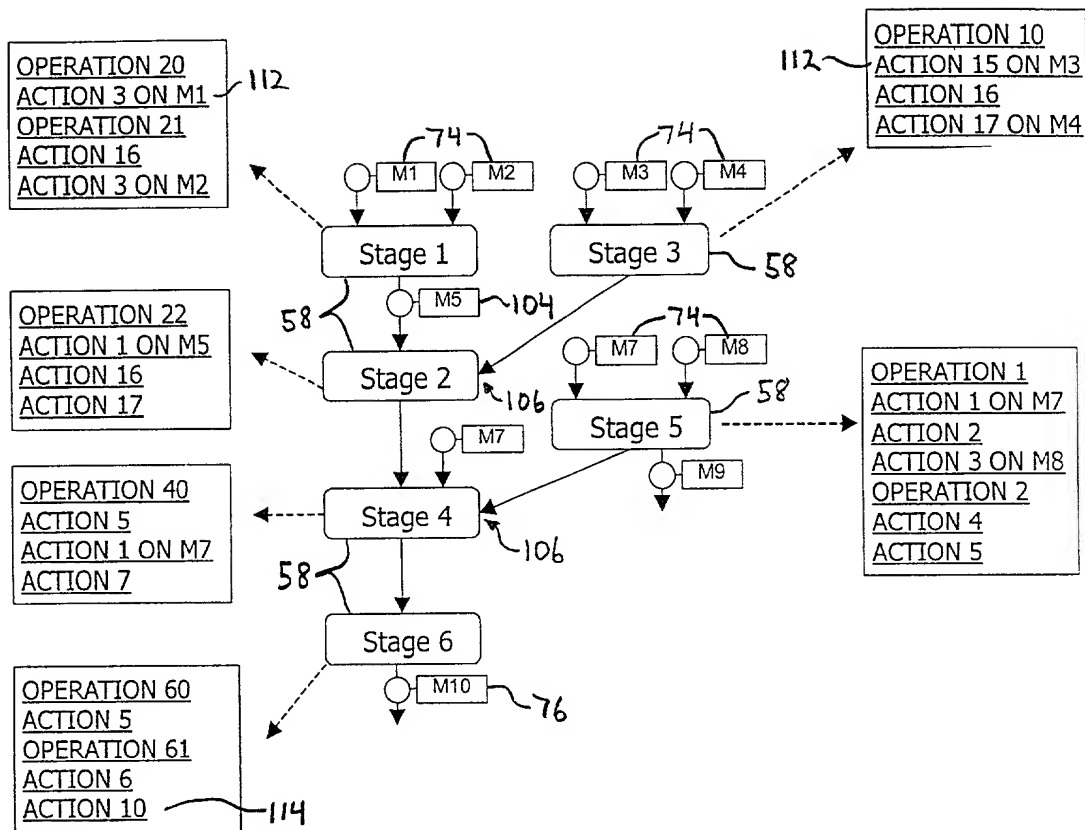 OPERATION 20
ACTION 3 ON M1
OPERATION 21
ACTION 16
ACTION 3 ON M2
112
OPERATION 10
ACTION 15 ON M3
ACTION 16
ACTION 17 ON M4
112
74
M1
M2
74
M3
M4
Stage 1
Stage 3
58
58
M5
104
OPERATION 22
ACTION 1 ON M5
ACTION 16
ACTION 17
Stage 2
106
74
M7
M8
58
Stage 5
OPERATION 1
ACTION 1 ON M7
ACTION 2
ACTION 3 ON M8
OPERATION 2
ACTION 4
ACTION 5
M7
M9
OPERATION 40
ACTION 5
ACTION 1 ON M7
ACTION 7
Stage 4
106
58
Stage 6
M10
76
OPERATION 60
ACTION 5
OPERATION 61
ACTION 6
ACTION 10
114